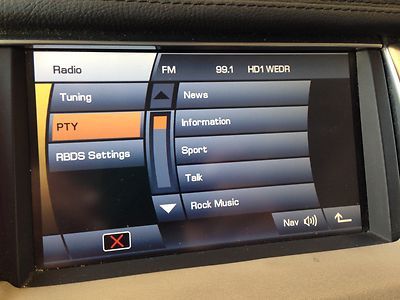 Radio
FM 99.1 HD1 WEDR
Tuning
PTY
RBDS Settings
News
Information
Sport
Talk
Rock Music
Nav